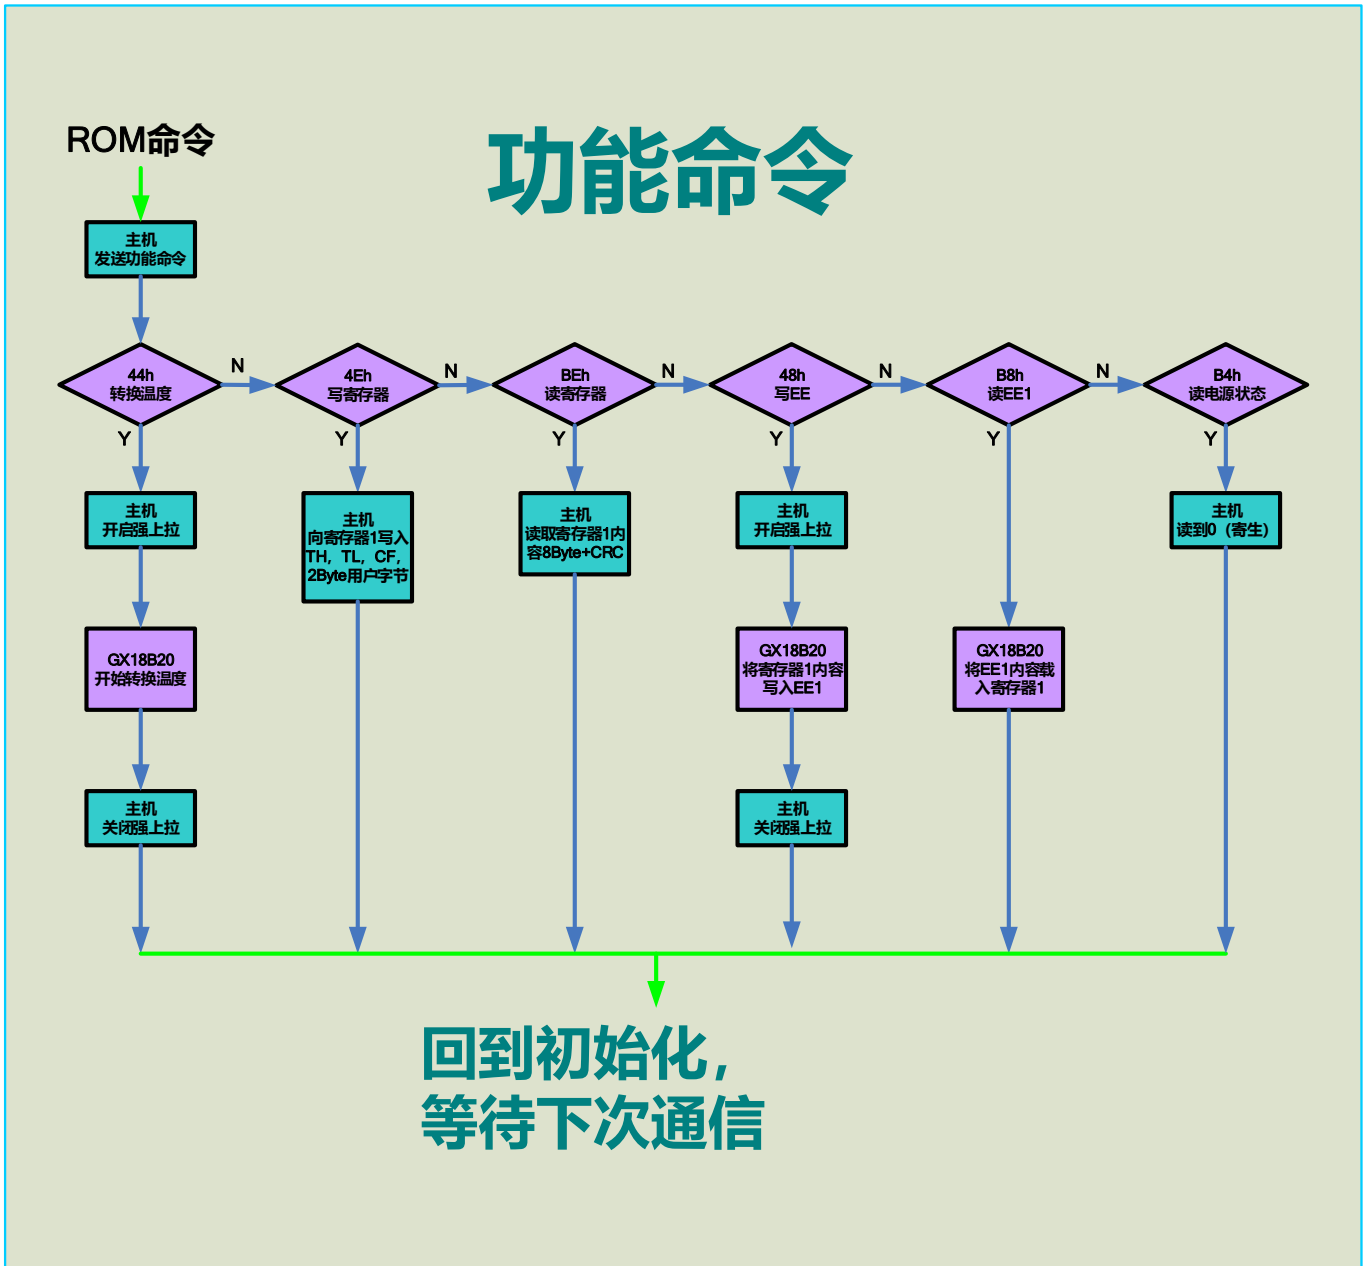 功能命令
ROM命令
主机
发送功能命令
44h
转换温度
N
4Eh
写寄存器
N
BEh
读寄存器
N
48h
写EE
N
B8h
读EE1
N
B4h
读电源状态
Y
Y
Y
Y
Y
Y
主机
开启强上拉
主机
向寄存器1写入
TH，TL，CF，
2Byte用户字节
主机
读取寄存器1内
容8Byte+CRC
主机
开启强上拉
主机
读到0（寄生）
GX18B20
开始转换温度
GX18B20
将寄存器1内容
写入EE1
GX18B20
将EE1内容载
入寄存器1
主机
关闭强上拉
主机
关闭强上拉
回到初始化，
等待下次通信